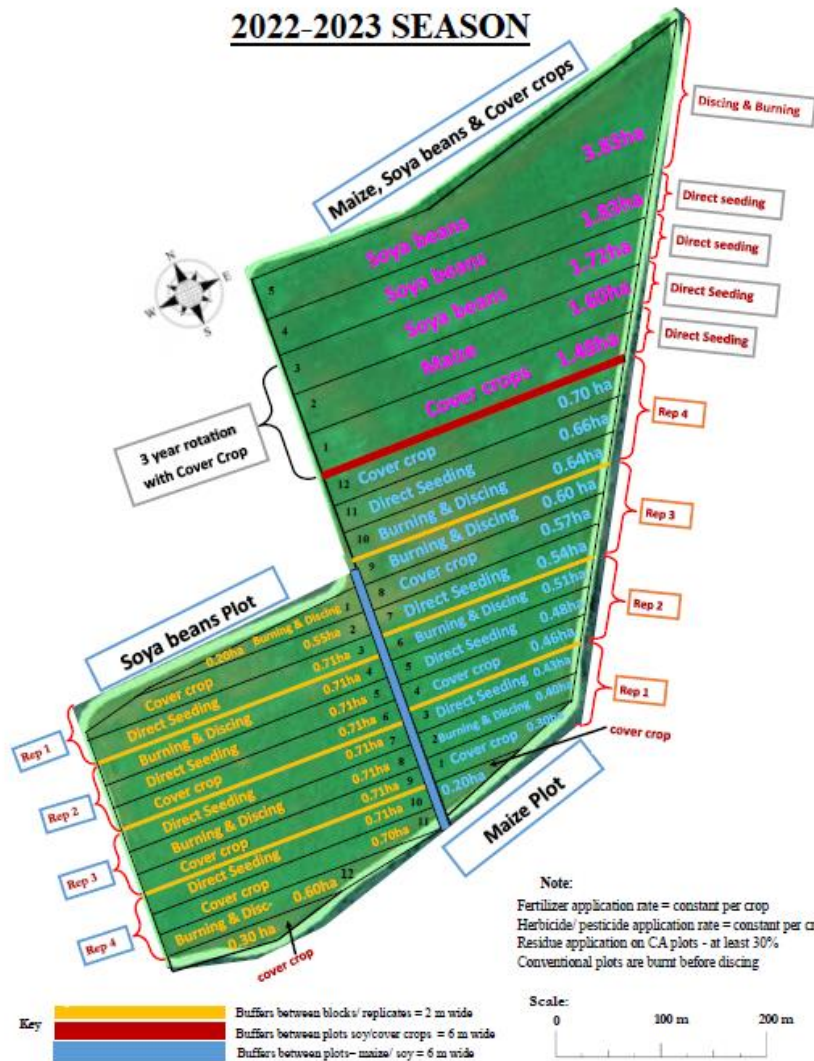 2022-2023 SEASON
Maize, Soya beans & Cover crops
Discing & Burning
Direct seeding
Direct seeding
Direct Seeding
Direct Seeding
N
E
W
S
5 Soya beans 3.83ha
4 Soya beans 1.83ha
3 Soya beans 1.72ha
2 Maize 1.60ha
1 Cover crops 1.48ha
3 year rotation
with Cover Crop
12 Cover crop 0.70 ha
11 Direct Seeding 0.66ha
10 Burning & Discing 0.64ha
9 Burning & Discing 0.60 ha
8 Cover crop 0.57ha
7 Direct Seeding 0.54ha
6 Burning & Discing 0.51ha
5 Direct Seeding 0.48ha
4 Cover crop 0.46ha
3 Direct Seeding 0.43ha
2 Burning & Discing 0.40ha
1 Cover crop 0.30ha
0.20ha
cover crop
Rep 4
Rep 3
Rep 2
Rep 1
Maize Plot
Soya beans Plot
0.20ha Burning & Discing 1
Cover crop 0.55ha 2
Direct Seeding 0.71ha 3
Burning & Discing 0.71ha 4
Direct Seeding 0.71ha 5
Cover crop 0.71ha 6
Direct Seeding 0.71ha 7
Burning & Discing 0.71ha 8
Cover crop 0.71ha 9
Direct Seeding 0.71ha 10
Cover crop 0.70ha 11
Burning & Disc- 0.60ha 12
0.30 ha
cover crop
Rep 1
Rep 2
Rep 3
Rep 4
Note:
Fertilizer application rate = constant per crop
Herbicide/ pesticide application rate = constant per cr
Residue application on CA plots - at least 30%
Conventional plots are burnt before discing
Key
Buffers between blocks/ replicates = 2 m wide
Buffers between plots soy/cover crops = 6 m wide
Buffers between plots– maize/ soy = 6 m wide
Scale:
0 100 m 200 m